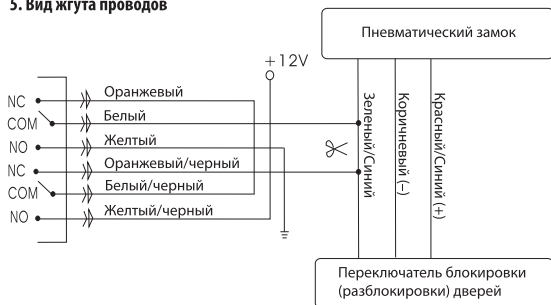 5. Вид жгута проводов
Пневматический замок
+12V
NC Оранжевый
COM Белый
NO Желтый
NC Оранжевый/черный
COM Белый/черный
NO Желтый/черный
Зеленый/Синий
Коричневый (–)
Красный/Синий (+)
Переключатель блокировки
(разблокировки) дверей